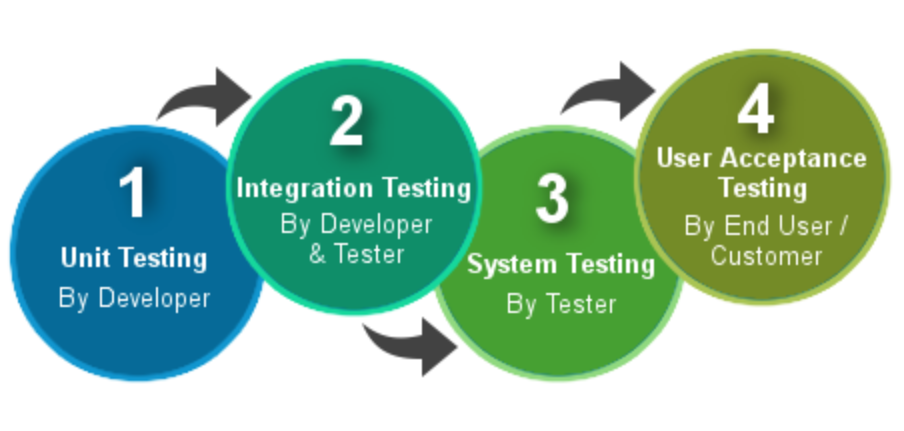 1
Unit Testing
By Developer
2
Integration Testing
By Developer
& Tester
3
System Testing
By Tester
4
User Acceptance
Testing
By End User /
Customer